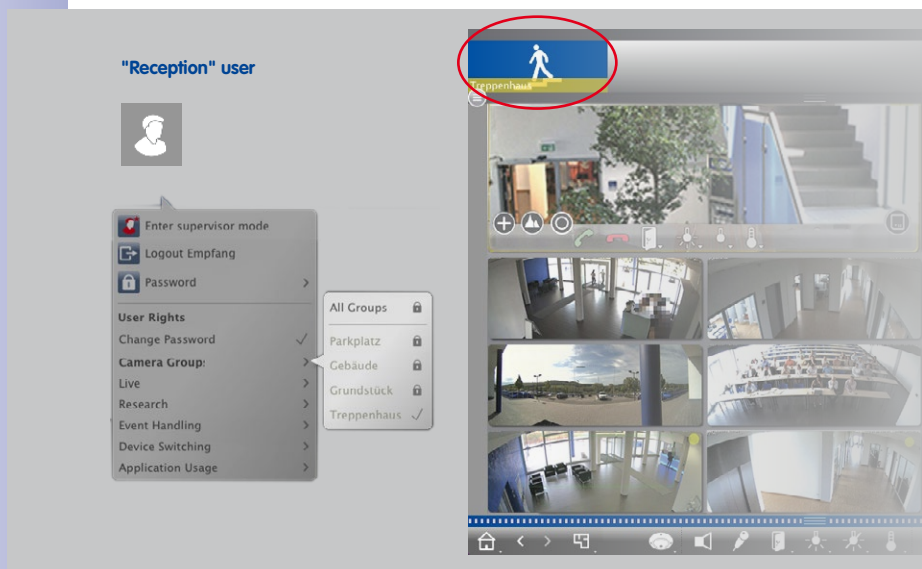 "Reception" user
Treppenhaus
Enter supervisor mode
Logout Empfang
Password
User Rights
Change Password
Camera Groups
Live
Research
Event Handling
Device Switching
Application Usage
All Groups
Parkplatz
Gebäude
Grundstück
Treppenhaus